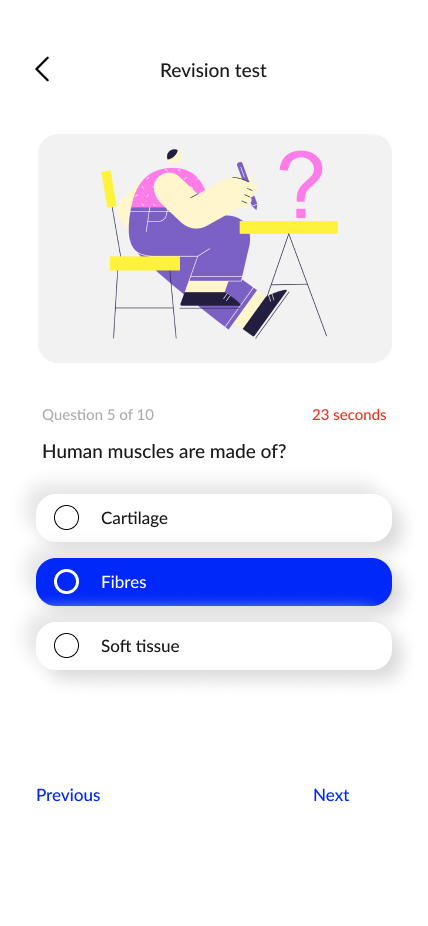 Revision test
?
Question 5 of 10
23 seconds
Human muscles are made of?
Cartilage
Fibres
Soft tissue
Previous
Next